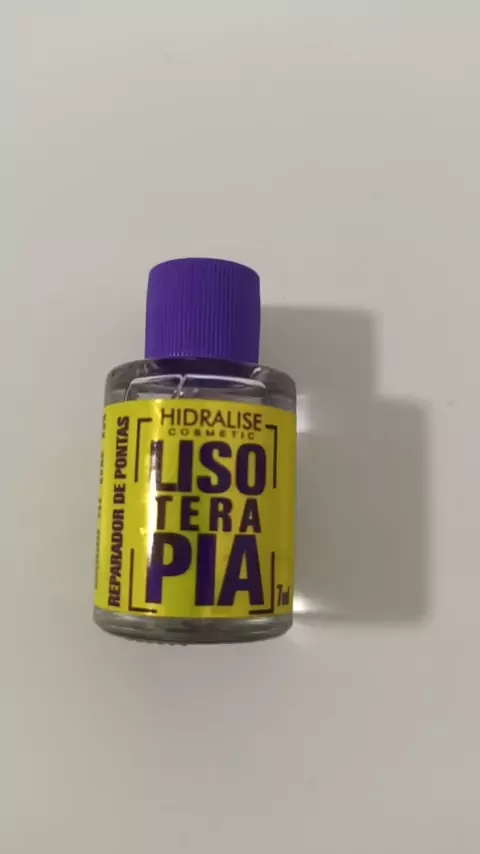 HIDRALISE
COSMETIC
LISO
TERA
PIA
7ml
REPARADOR DE PONTAS